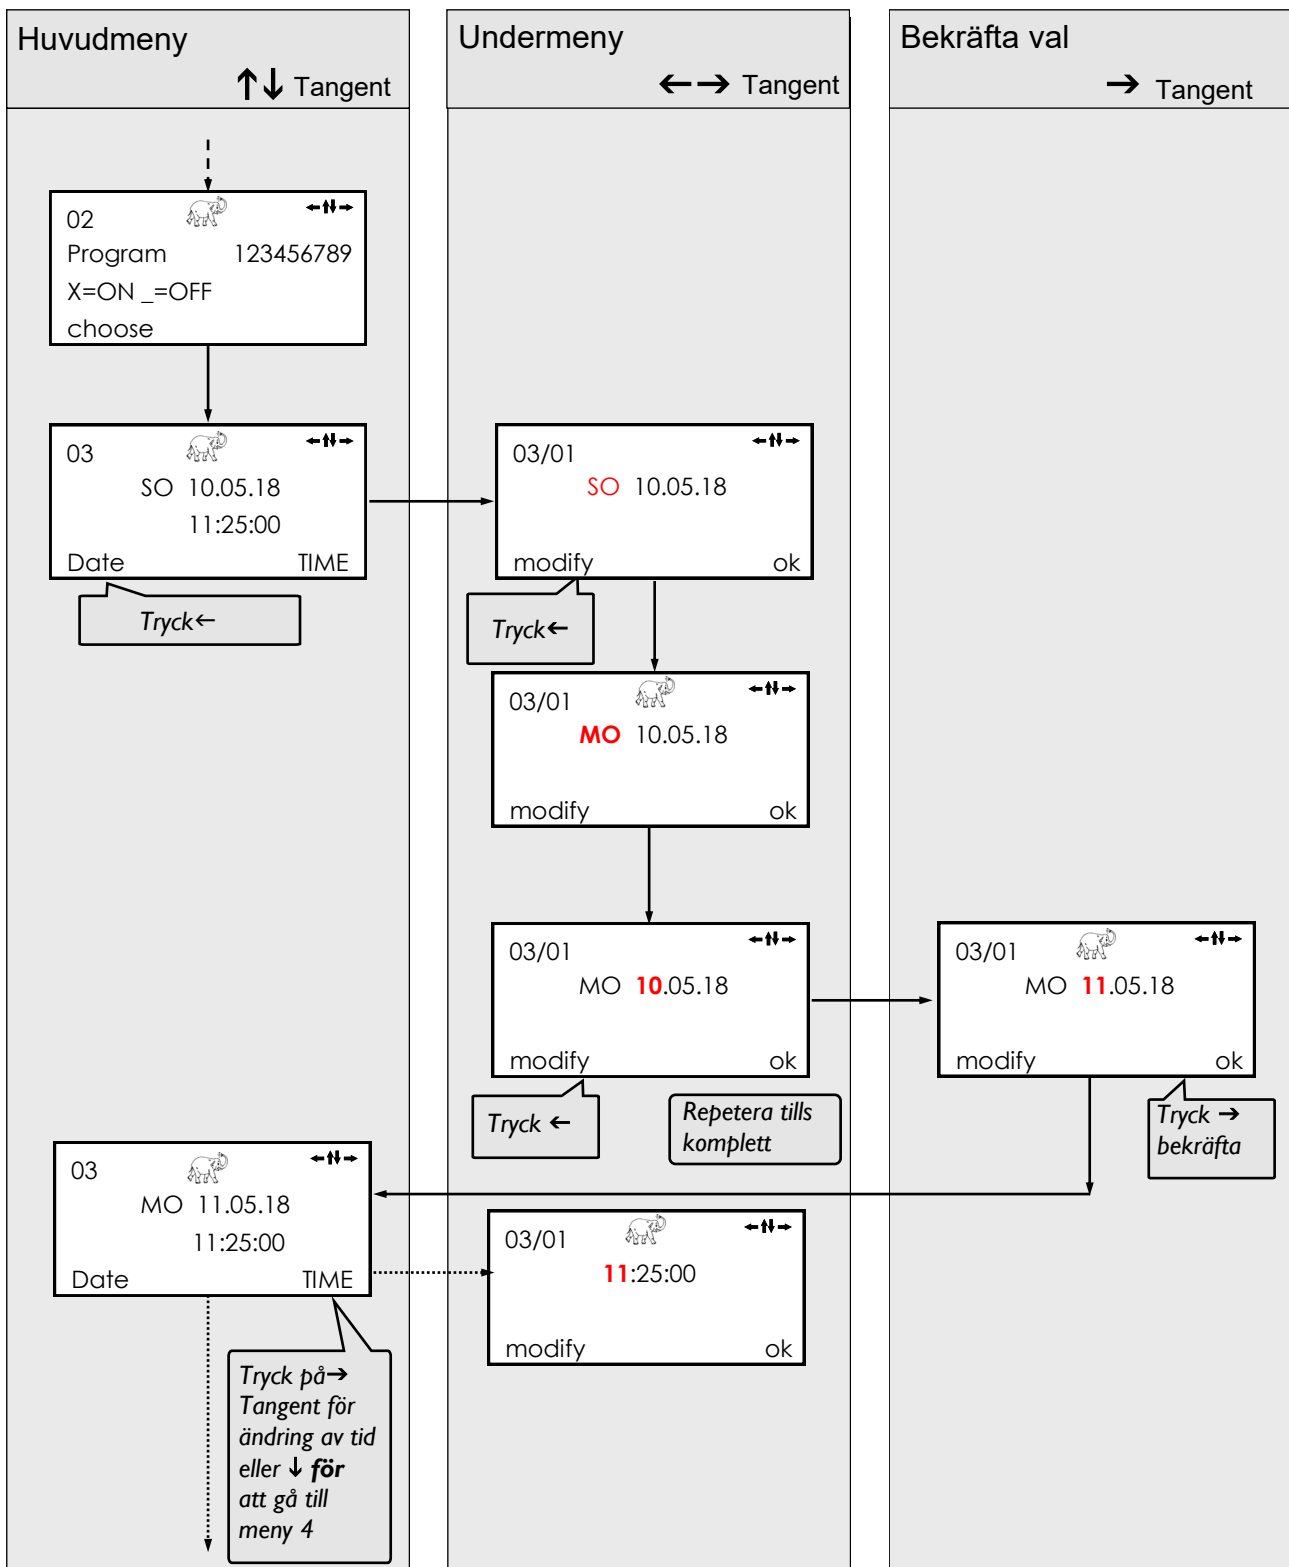 Huvudmeny
↑↓ Tangent
Undermeny
←→ Tangent
Bekräfta val
→ Tangent
02 ←↑↓→
Program 123456789
X=ON _=OFF
choose
03 ←↑↓→
SO 10.05.18
11:25:00
Date TIME
Tryck←
03/01 ←↑↓→
SO 10.05.18
modify ok
Tryck←
03/01 ←↑↓→
MO 10.05.18
modify ok
03/01 ←↑↓→
MO 10.05.18
modify ok
Tryck ←
Repetera tills
komplett
03/01 ←↑↓→
MO 11.05.18
modify ok
Tryck →
bekräfta
03 ←↑↓→
MO 11.05.18
11:25:00
Date TIME
Tryck på→
Tangent för
ändring av tid
eller ↓ för
att gå till
meny 4
03/01 ←↑↓→
11:25:00
modify ok